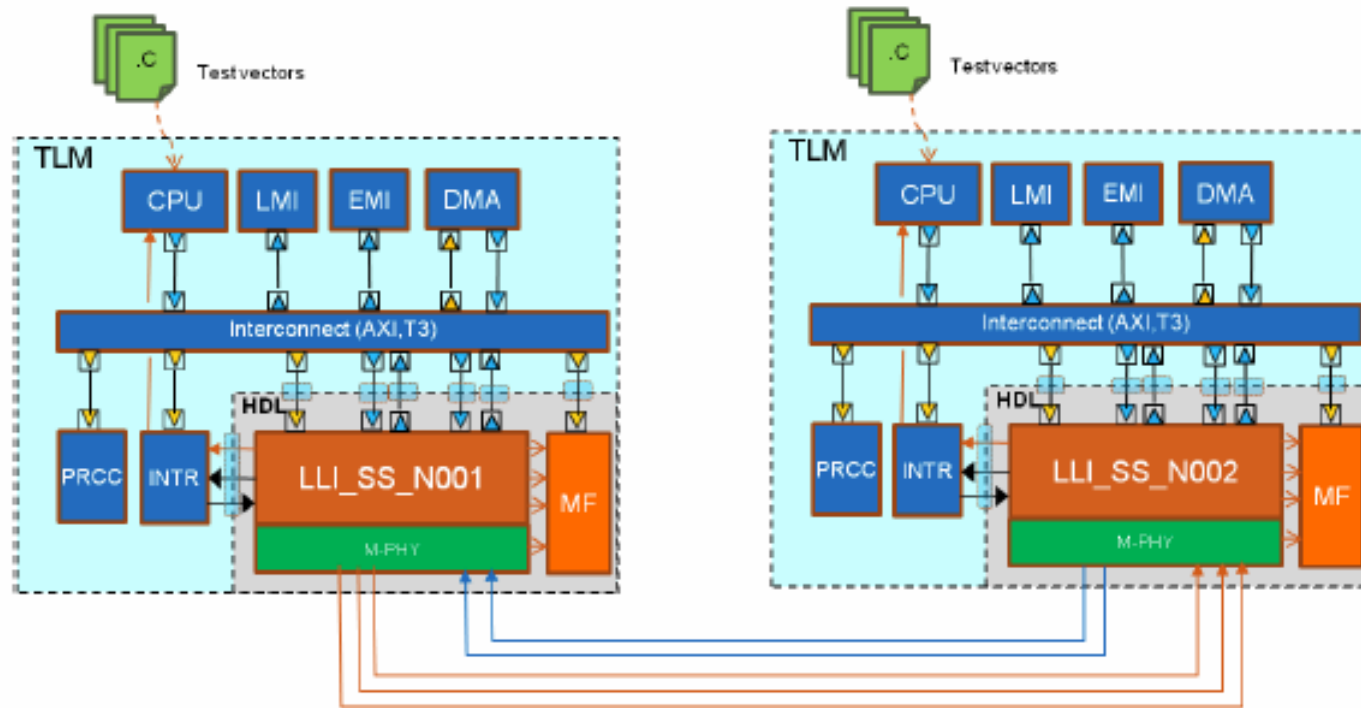 .C
Testvectors
TLM
CPU
LMI
EMI
DMA
Interconnect (AXI,T3)
HDL
PRCC
INTR
LLI_SS_N001
MF
M-PHY
.C
Testvectors
TLM
CPU
LMI
EMI
DMA
Interconnect (AXI,T3)
HDL
PRCC
INTR
LLI_SS_N002
MF
M-PHY